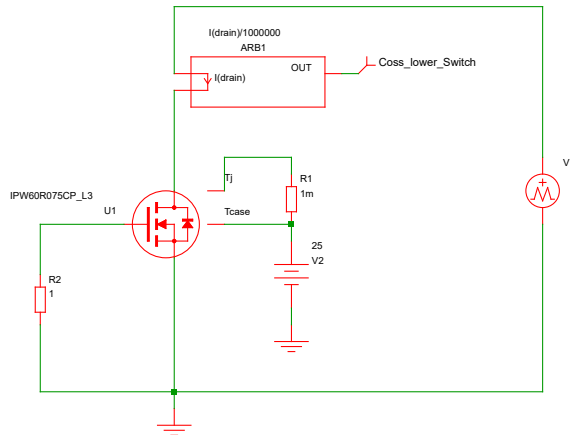 I(drain)/1000000
ARB1
OUT
Coss_lower_Switch
I(drain)
V
Tj
R1
1m
IPW60R075CP_L3
U1
Tcase
25
V2
R2
1